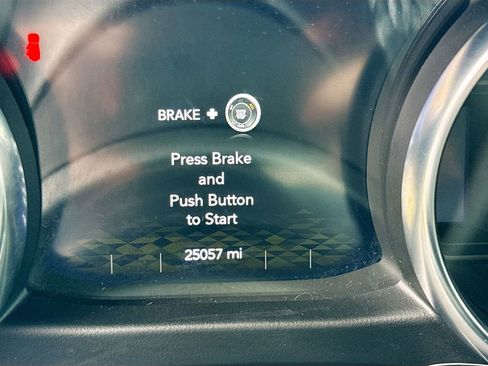 BRAKE +
Press Brake
and
Push Button
to Start
25057 mi